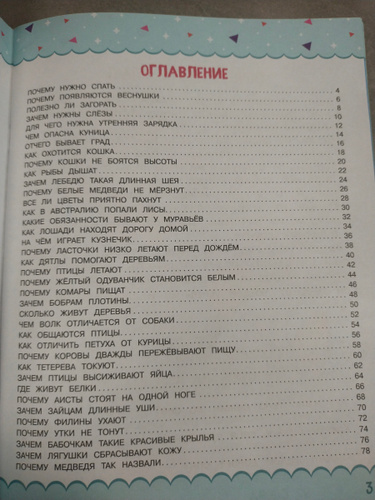 ОГЛАВЛЕНИЕ
ПОЧЕМУ НУЖНО СПАТЬ 4
ПОЧЕМУ ПОЯВЛЯЮТСЯ ВЕСНУШКИ 6
ПОЛЕЗНО ЛИ ЗАГОРАТЬ 8
ЗАЧЕМ НУЖНЫ СЛЁЗЫ 10
ДЛЯ ЧЕГО НУЖНА УТРЕННЯЯ ЗАРЯДКА 12
ЧЕМ ОПАСНА КУНИЦА 14
ОТЧЕГО БЫВАЕТ ГРАД 16
КАК ОХОТИТСЯ КОШКА 18
ПОЧЕМУ КОШКИ НЕ БОЯТСЯ ВЫСОТЫ 20
КАК РЫБЫ ДЫШАТ 22
ЗАЧЕМ ЛЕБЕДЮ ТАКАЯ ДЛИННАЯ ШЕЯ 24
ПОЧЕМУ БЕЛЫЕ МЕДВЕДИ НЕ МЁРЗНУТ 26
ВСЕ ЛИ ЦВЕТЫ ПРИЯТНО ПАХНУТ 28
КАК В АВСТРАЛИЮ ПОПАЛИ ЛИСЫ 30
КАКИЕ ОБЯЗАННОСТИ БЫВАЮТ У МУРАВЬЁВ 32
КАК ЛОШАДИ НАХОДЯТ ДОРОГУ ДОМОЙ 34
НА ЧЁМ ИГРАЕТ КУЗНЕЧИК 36
ПОЧЕМУ ЛАСТОЧКИ НИЗКО ЛЕТАЮТ ПЕРЕД ДОЖДЁМ 38
КАК ДЯТЛЫ ПОМОГАЮТ ДЕРЕВЬЯМ 40
ПОЧЕМУ ПТИЦЫ ЛЕТАЮТ 42
ПОЧЕМУ ЖЁЛТЫЙ ОДУВАНЧИК СТАНОВИТСЯ БЕЛЫМ 44
ПОЧЕМУ КОМАРЫ ПИЩАТ 46
ЗАЧЕМ БОБРАМ ПЛОТИНЫ 48
СКОЛЬКО ЖИВУТ ДЕРЕВЬЯ 50
ЧЕМ ВОЛК ОТЛИЧАЕТСЯ ОТ СОБАКИ 52
КАК ОБЩАЮТСЯ ПТИЦЫ 54
КАК ОТЛИЧИТЬ ПЕТУХА ОТ КУРИЦЫ 56
ПОЧЕМУ КОРОВЫ ДВАЖДЫ ПЕРЕЖЁВЫВАЮТ ПИЩУ 58
КАК ТЕТЕРЕВА ТОКУЮТ 60
ЗАЧЕМ ПТИЦЫ ВЫСИЖИВАЮТ ЯЙЦА 62
ГДЕ ЖИВУТ БЕЛКИ 64
ПОЧЕМУ АИСТЫ СТОЯТ НА ОДНОЙ НОГЕ 66
ЗАЧЕМ ЗАЙЦАМ ДЛИННЫЕ УШИ 68
ПОЧЕМУ ФИЛИНЫ УХАЮТ 70
ПОЧЕМУ УТКИ НЕ ТОНУТ 72
ЗАЧЕМ БАБОЧКАМ ТАКИЕ КРАСИВЫЕ КРЫЛЬЯ 74
ЗАЧЕМ ЛЯГУШКИ СБРАСЫВАЮТ КОЖУ 76
ПОЧЕМУ МЕДВЕДЯ ТАК НАЗВАЛИ 78
3